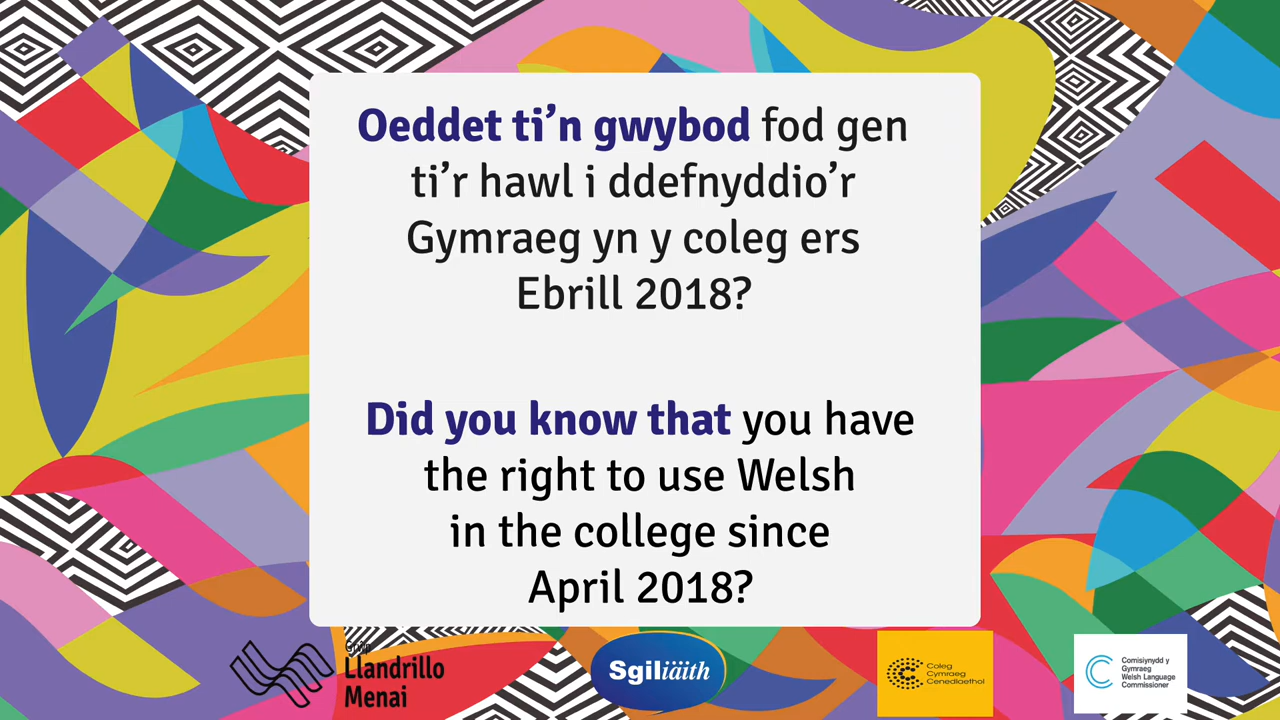 Oeddet ti’n gwybod fod gen
ti’r hawl i ddefnyddio’r
Gymraeg yn y coleg ers
Ebrill 2018?
Did you know that you have
the right to use Welsh
in the college since
April 2018?
Grŵp
Llandrillo
Menai
Sgiliaith
Coleg
Cymraeg
Cenedlaethol
Comisiynydd y
Gymraeg
Welsh Language
Commissioner